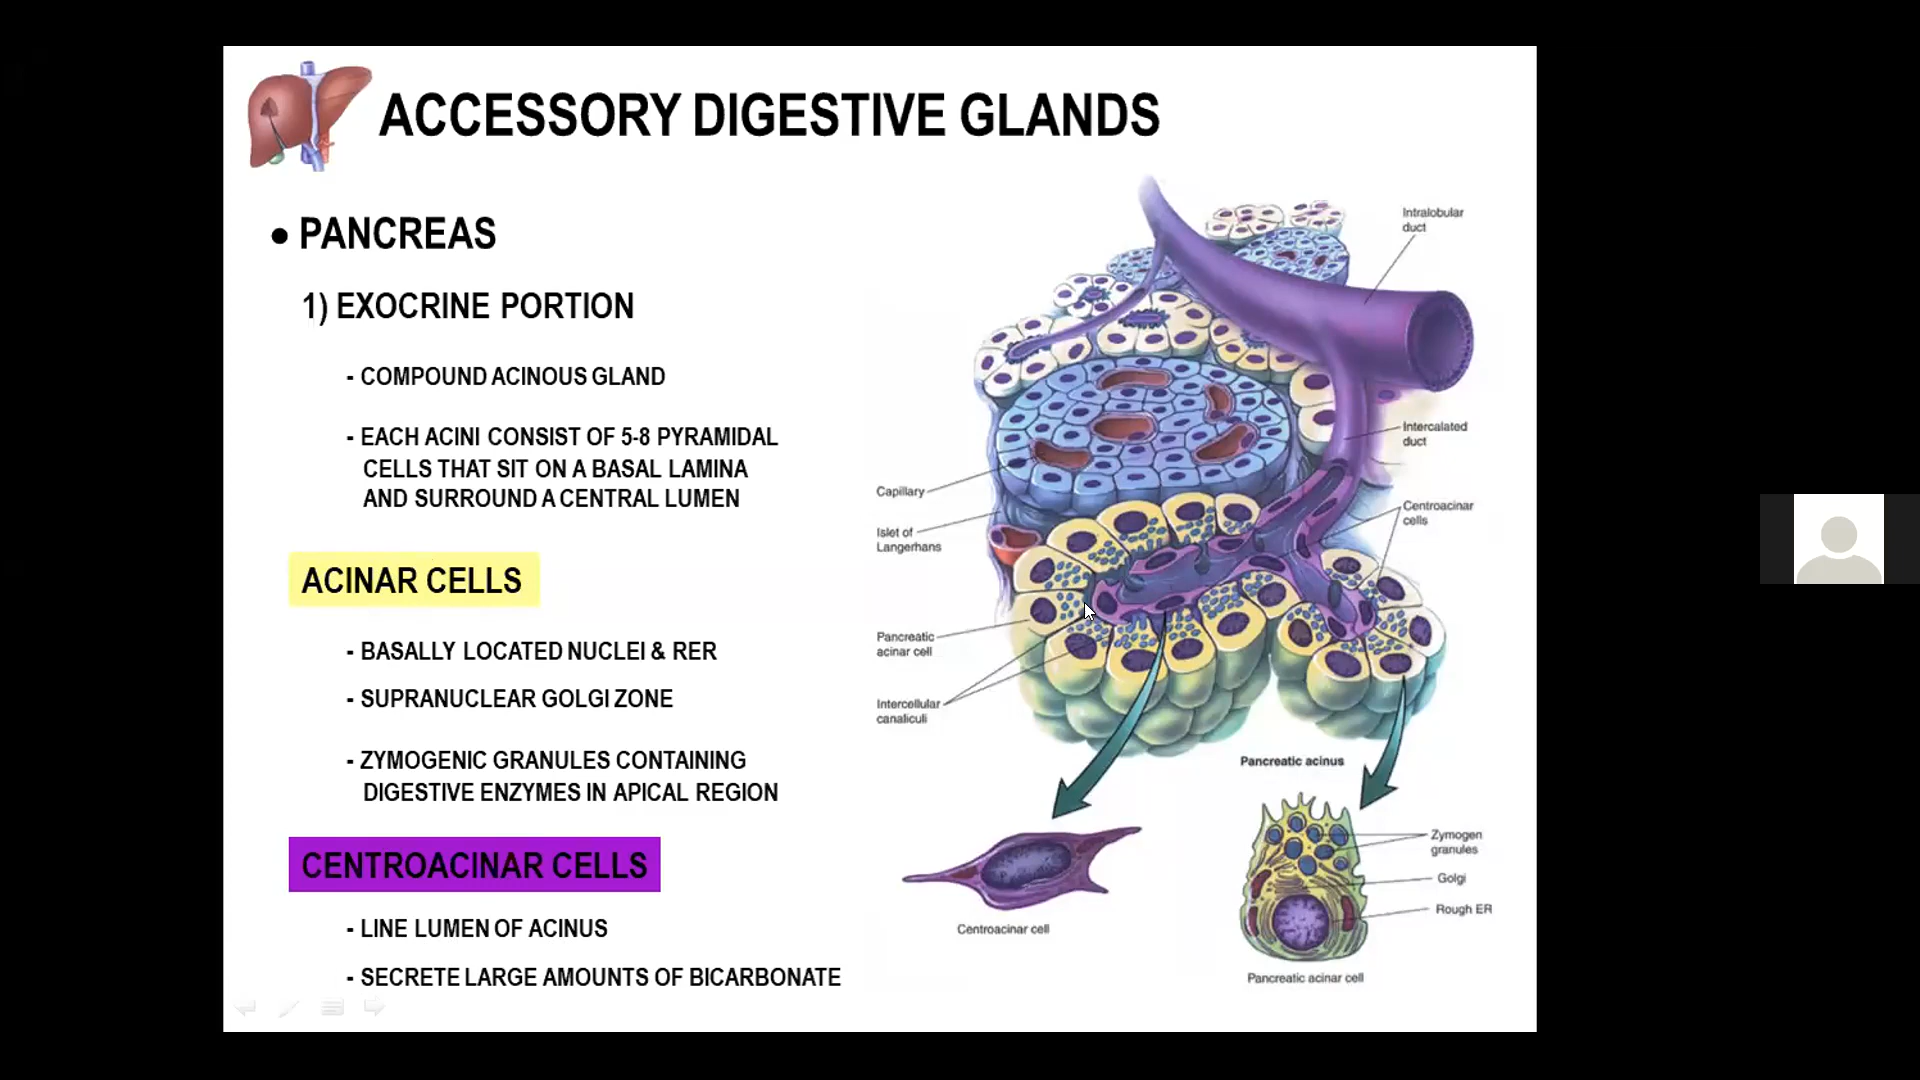 ACCESSORY DIGESTIVE GLANDS
• PANCREAS
1) EXOCRINE PORTION
- COMPOUND ACINOUS GLAND
- EACH ACINI CONSIST OF 5-8 PYRAMIDAL
CELLS THAT SIT ON A BASAL LAMINA
AND SURROUND A CENTRAL LUMEN
ACINAR CELLS
- BASALLY LOCATED NUCLEI & RER
- SUPRANUCLEAR GOLGI ZONE
- ZYMOGENIC GRANULES CONTAINING
DIGESTIVE ENZYMES IN APICAL REGION
CENTROACINAR CELLS
- LINE LUMEN OF ACINUS
- SECRETE LARGE AMOUNTS OF BICARBONATE
Intralobular
duct
Intercalated
duct
Capillary
Centroacinar
cells
Islet of
Langerhans
Pancreatic
acinar cell
Intercellular
canaliculi
Pancreatic acinus
Zymogen
granules
Golgi
Rough ER
Centroacinar cell
Pancreatic acinar cell